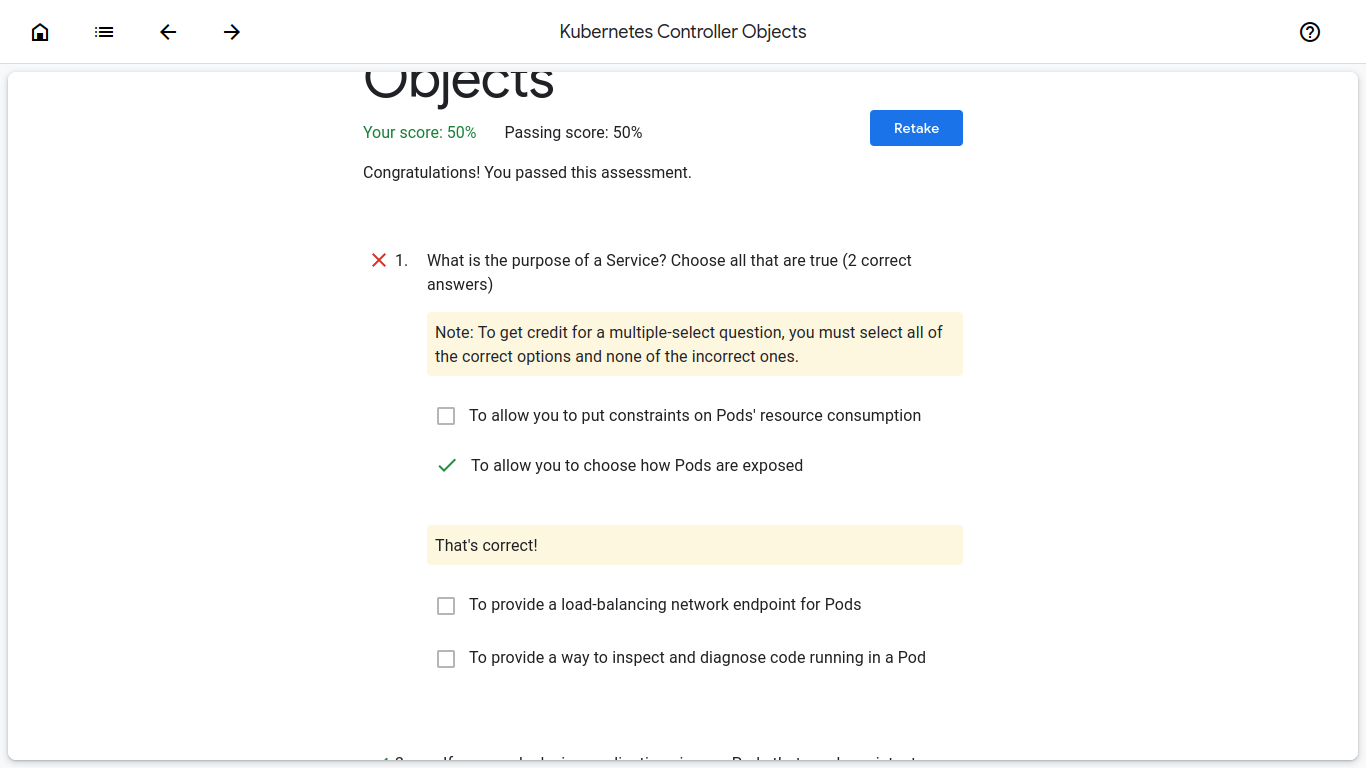 Kubernetes Controller Objects
Objects
Your score: 50% Passing score: 50%
Retake
Congratulations! You passed this assessment.
1. What is the purpose of a Service? Choose all that are true (2 correct
answers)
Note: To get credit for a multiple-select question, you must select all of
the correct options and none of the incorrect ones.
To allow you to put constraints on Pods' resource consumption
To allow you to choose how Pods are exposed
That's correct!
To provide a load-balancing network endpoint for Pods
To provide a way to inspect and diagnose code running in a Pod